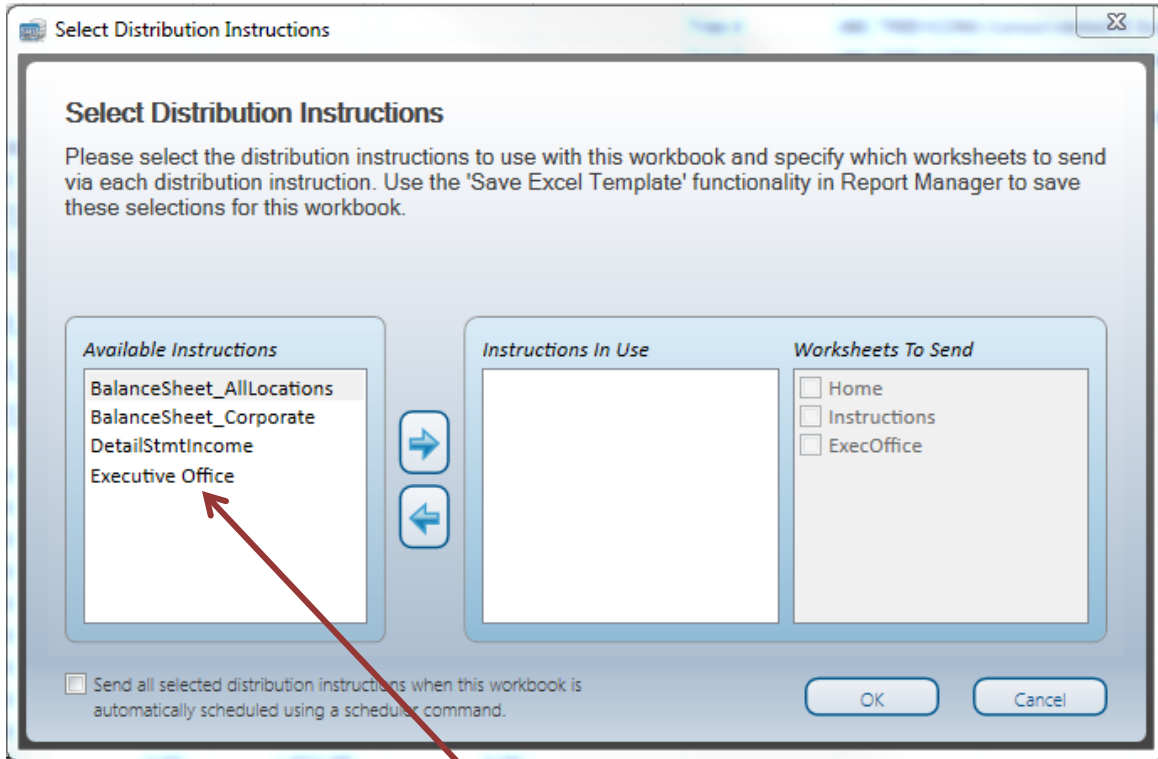 Select Distribution Instructions
Select Distribution Instructions
Please select the distribution instructions to use with this workbook and specify which worksheets to send
via each distribution instruction. Use the 'Save Excel Template' functionality in Report Manager to save
these selections for this workbook.
Available Instructions
BalanceSheet_AllLocations
BalanceSheet_Corporate
DetailStmtIncome
Executive Office
Instructions In Use
Worksheets To Send
Home
Instructions
ExecOffice
Send all selected distribution instructions when this workbook is
automatically scheduled using a scheduler command.
OK
Cancel